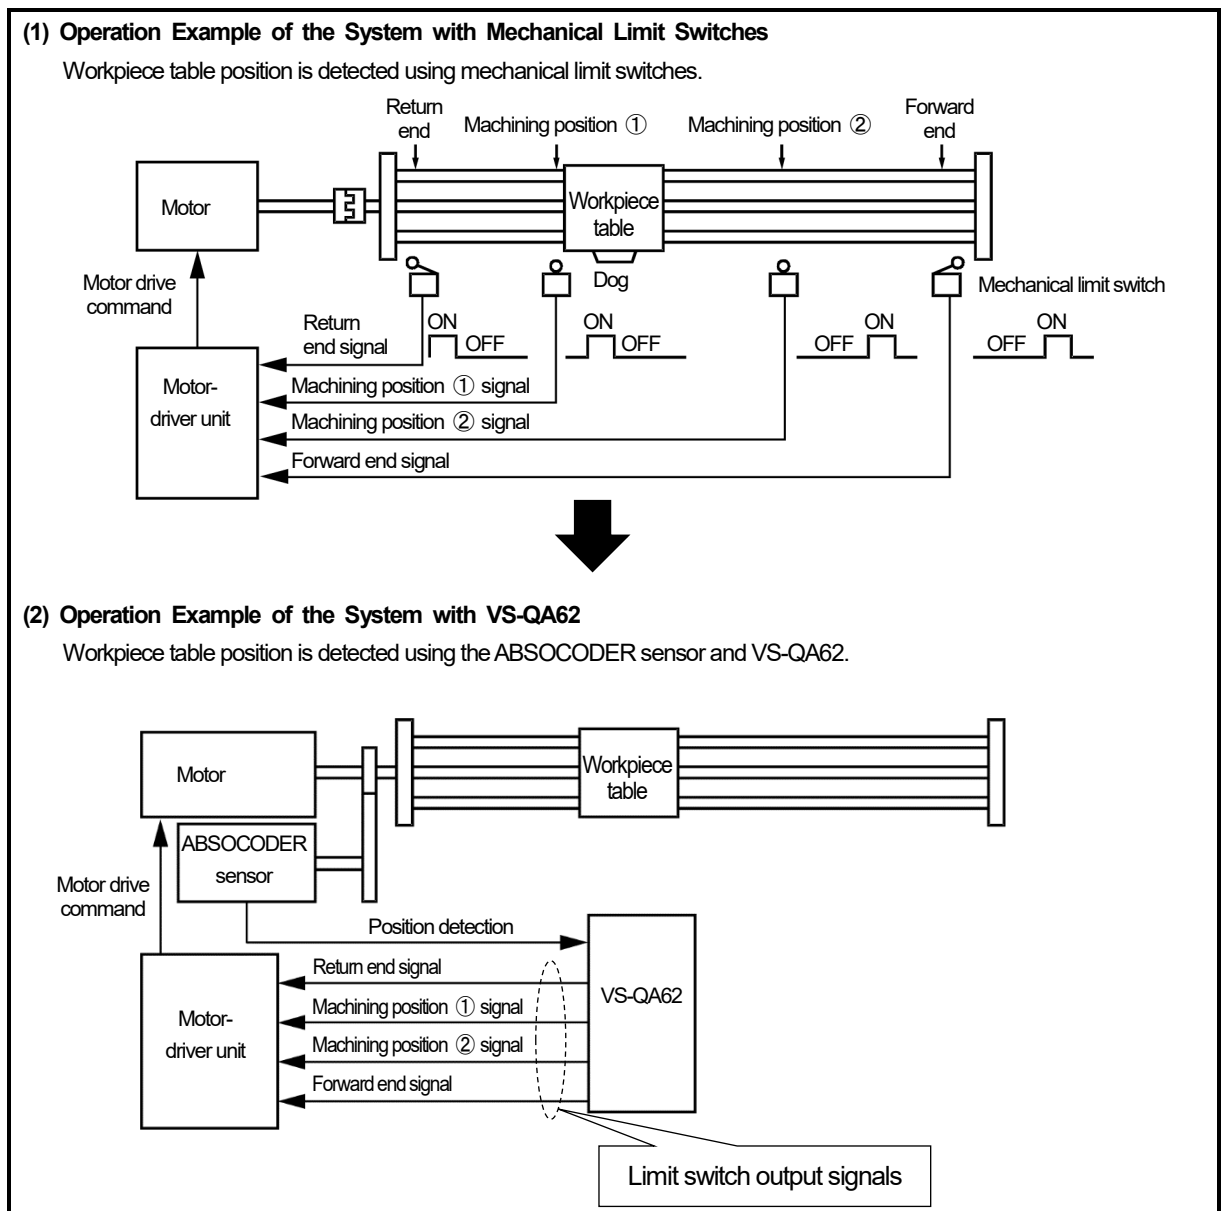 (1) Operation Example of the System with Mechanical Limit Switches
Workpiece table position is detected using mechanical limit switches.
Return
end
Machining position ①
Machining position ②
Forward
end
Motor
Workpiece
table
Dog
Motor drive
command
Mechanical limit switch
Return
end signal
ON
OFF
ON
OFF
ON
OFF
ON
OFF
Motor-
driver unit
Machining position ① signal
Machining position ② signal
Forward end signal
(2) Operation Example of the System with VS-QA62
Workpiece table position is detected using the ABSOCODER sensor and VS-QA62.
Motor
Workpiece
table
ABSOCODER
sensor
Motor drive
command
Position detection
Return end signal
Machining position ① signal
Machining position ② signal
Forward end signal
VS-QA62
Motor-
driver unit
Limit switch output signals